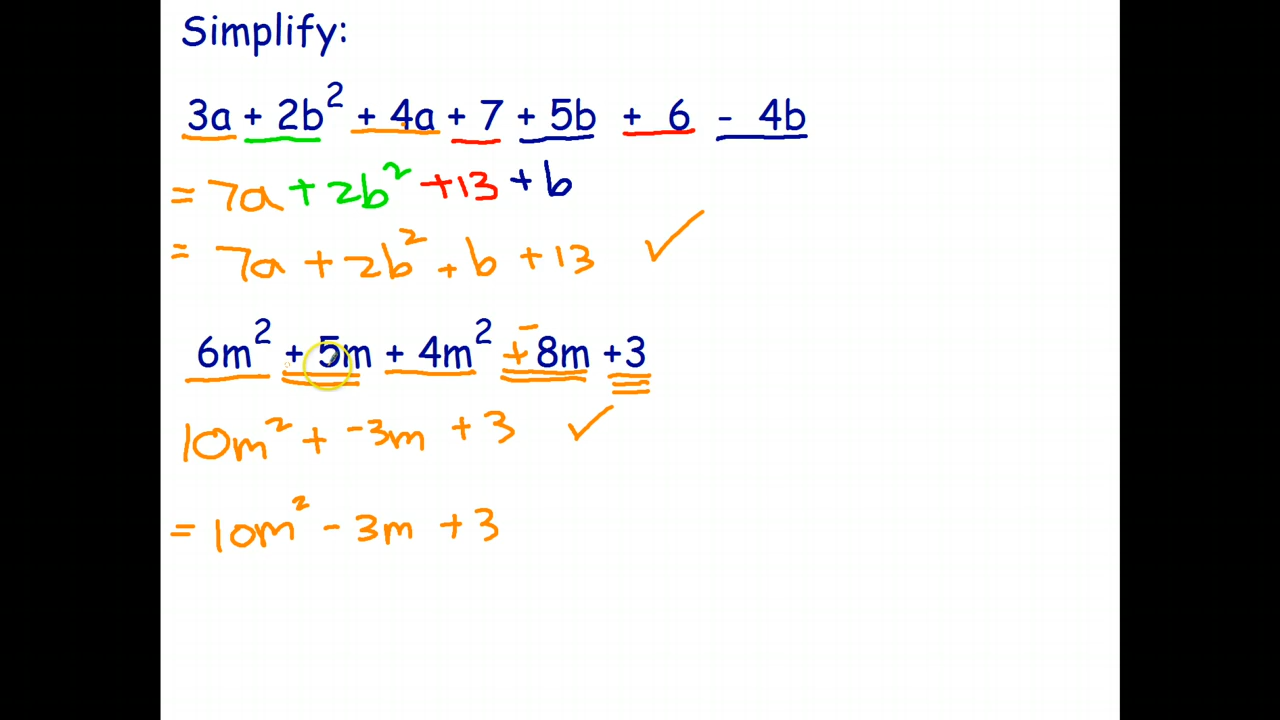 Simplify:
3a + 2b² + 4a + 7 + 5b + 6 - 4b
= 7a + 2b² + 13 + b
= 7a + 2b² + b + 13 ✓
6m² + 5m + 4m² + ⁻8m + 3
10m² + ⁻3m + 3 ✓
= 10m² - 3m + 3